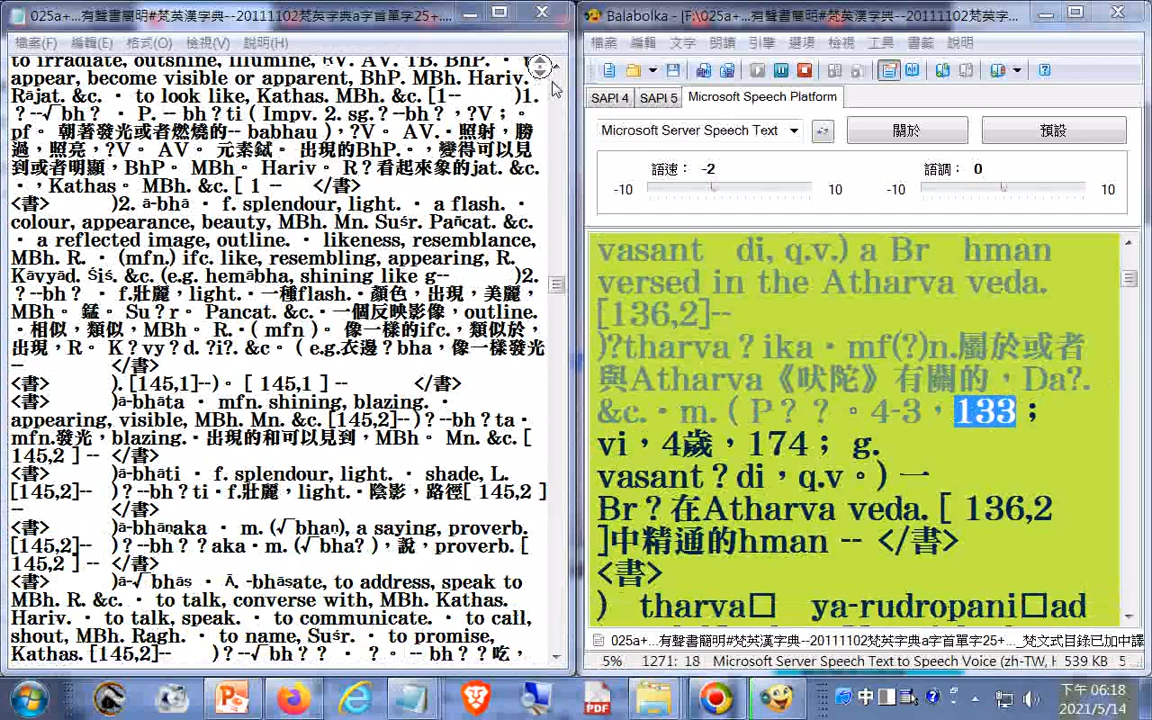 有聲書簡明#梵英漢字典--20111102梵英字典a字首單字25+...
檔案(F) 編輯(E) 格式(O) 檢視(V) 說明(H)
to irradiate, outshine, illumine, RV. AV. TB. BhP. ‧ t
appear, become visible or apparent, BhP. MBh. Hariv.
Rājat. &c. ‧ to look like, Kathas. MBh. &c. [1-- )1.
?--√bh? ‧ P. -- bh?ti ( Impv. 2. sg.?--bh?,?V;。
pf。 朝著發光或者燃燒的-- babhau ),?V。 AV.‧照射,勝
過,照亮,?V。 AV。 元素鋱。 出現的BhP.。,變得可以見
到或者明顯,BhP。 MBh。 Hariv。 R?看起來象的jat. &c.
‧,Kathas。 MBh. &c.[ 1 -- </書>
<書> )2. ā-bhā ‧ f. splendour, light. ‧ a flash. ‧
colour, appearance, beauty, MBh. Mn. Suśr. Pañcat. &c.
‧ a reflected image, outline. ‧ likeness, resemblance,
MBh. R. ‧ (mfn.) ifc. like, resembling, appearing, R.
Kāvyād. Śiś. &c. (e.g. hemābha, shining like g-- )2.
?--bh? ‧ f.壯麗,light.‧一種flash.‧顏色,出現,美麗,
MBh。 錳。 Su?r。 Pancat. &c.‧一個反映影像,outline.
‧相似,類似,MBh。 R.‧( mfn )。 像一樣的ifc.,類似於,
出現,R。 K?vy?d. ?i?. &c。( e.g.衣邊?bha,像一樣發光
-- </書>
<書> ). [145,1]--)。[ 145,1 ] -- </書>
<書> )ā-bhāta ‧ mfn. shining, blazing. ‧
appearing, visible, MBh. Mn. &c. [145,2]--)?--bh?ta‧
mfn.發光,blazing.‧出現的和可以見到,MBh。 Mn. &c.[
145,2 ] -- </書>
<書> )ā-bhāti ‧ f. splendour, light. ‧ shade, L.
[145,2]-- )?--bh?ti‧f.壯麗,light.‧陰影,路徑[ 145,2 ]
-- </書>
<書> )ā-bhāṇaka ‧ m. (√bhaṇ), a saying, proverb.
[145,2]-- )?--bh??aka‧m.(√bha?),說,proverb.[
145,2 ] -- </書>
<書> )ā-√bhāṣ ‧ Ā. -bhāṣate, to address, speak to
MBh. R. &c. ‧ to talk, converse with, MBh. Kathas.
Hariv. ‧ to talk, speak. ‧ to communicate. ‧ to call,
shout, MBh. Ragh. ‧ to name, Suśr. ‧ to promise,
Kathas. [145,2]-- )?--√bh?? ‧ ?。-- bh??吃,
Balabolka - [F:\025a+...有聲書簡明#梵英漢字典--20111102梵英字...
檔案 編輯 文字 朗讀 引擎 選項 檢視 工具 書籤 說明
SAPI 4 SAPI 5 Microsoft Speech Platform
Microsoft Server Speech Text 關於 預設
語速: -2 語調: 0
-10 10 -10 10
vasant di, q.v.) a Br hman
versed in the Atharva veda.
[136,2]--
)?tharva?ika‧mf(?)n.屬於或者
與Atharva《吠陀》有關的,Da?.
&c.‧m.(P??。4-3,133;
vi,4歲,174; g.
vasant?di,q.v。) 一
Br?在Atharva veda.[ 136,2
]中精通的hman -- </書>
<書>
) tharva□ ya-rudropani□ad
025a+...有聲書簡明#梵英漢字典--20111102梵英字典a字首單字25+..._梵文式目錄已加中譯
5% 1271: 18 Microsoft Server Speech Text to Speech Voice (zh-TW, H 539 KB 5
中
下午 06:18
2021/5/14
PDF